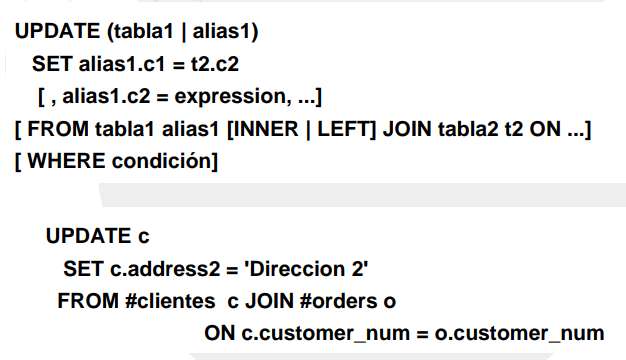 UPDATE (tabla1 | alias1)
SET alias1.c1 = t2.c2
[ , alias1.c2 = expression, ...]
[ FROM tabla1 alias1 [INNER | LEFT] JOIN tabla2 t2 ON ...]
[ WHERE condición]
UPDATE c
SET c.address2 = 'Direccion 2'
FROM #clientes c JOIN #orders o
ON c.customer_num = o.customer_num